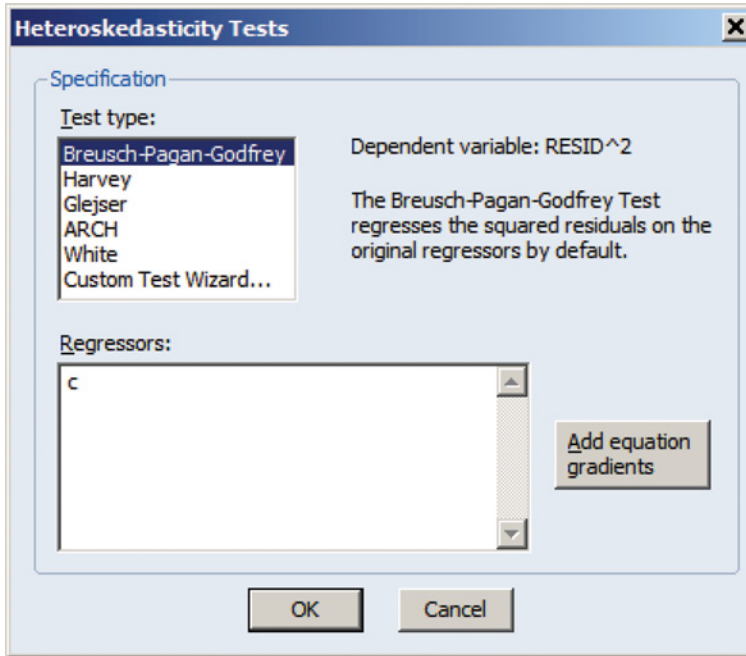 Heteroskedasticity Tests
Specification
Test type:
Breusch-Pagan-Godfrey
Harvey
Glejser
ARCH
White
Custom Test Wizard...
Dependent variable: RESID^2
The Breusch-Pagan-Godfrey Test
regresses the squared residuals on the
original regressors by default.
Regressors:
c
Add equation
gradients
OK
Cancel